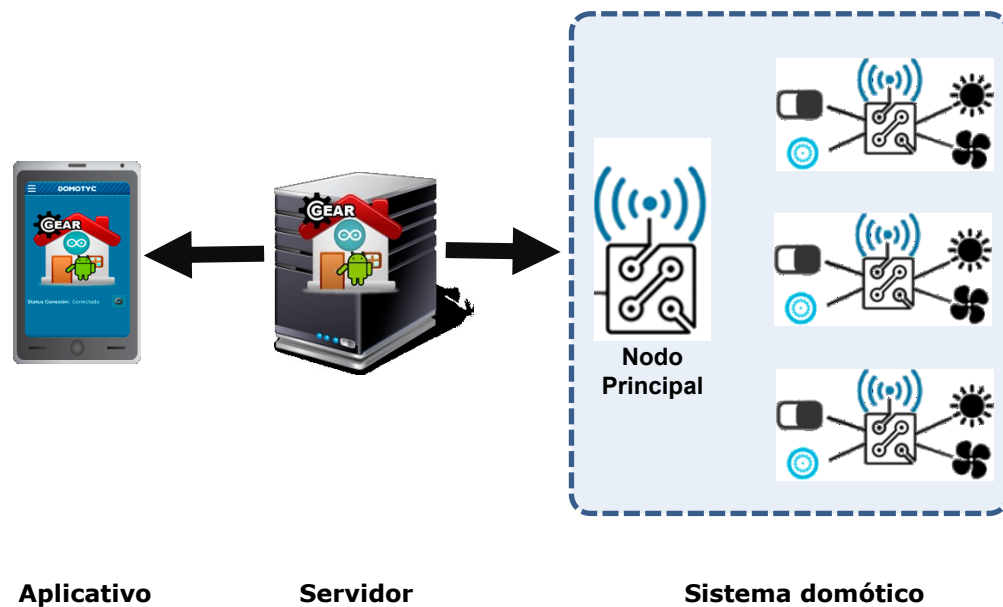 DOMOTYC
GEAR
Status Conexión: Conectado
GEAR
Nodo
Principal
Aplicativo
Servidor
Sistema domótico